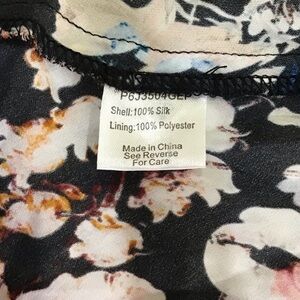 Shell:100% Silk
Lining:100% Polyester
Made in China
See Reverse
For Care